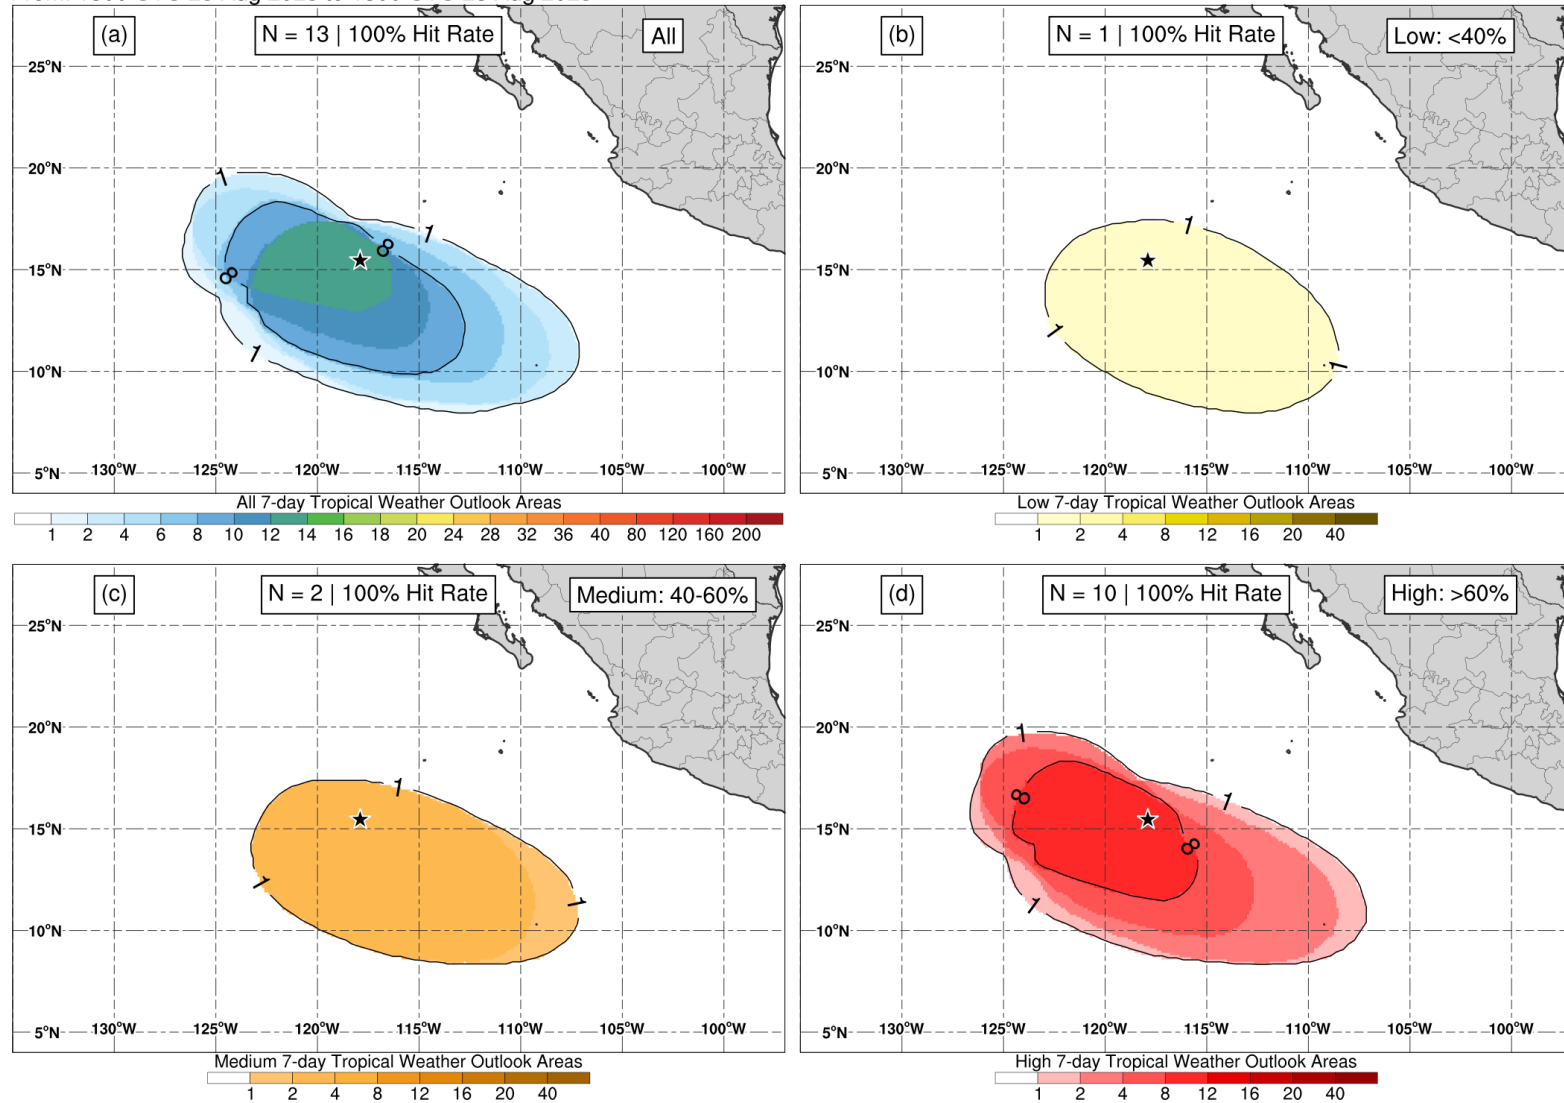 (a)
N = 13 | 100% Hit Rate
All
25°N
20°N
15°N
10°N
5°N
130°W 125°W 120°W 115°W 110°W 105°W 100°W
1
1
8
8
1
All 7-day Tropical Weather Outlook Areas
1 2 4 6 8 10 12 14 16 18 20 24 28 32 36 40 80 120 160 200
(b)
N = 1 | 100% Hit Rate
Low: <40%
25°N
20°N
15°N
10°N
5°N
130°W 125°W 120°W 115°W 110°W 105°W 100°W
1
1
1
Low 7-day Tropical Weather Outlook Areas
1 2 4 8 12 16 20 40
(c)
N = 2 | 100% Hit Rate
Medium: 40-60%
25°N
20°N
15°N
10°N
5°N
130°W 125°W 120°W 115°W 110°W 105°W 100°W
1
1
1
Medium 7-day Tropical Weather Outlook Areas
1 2 4 8 12 16 20 40
(d)
N = 10 | 100% Hit Rate
High: >60%
25°N
20°N
15°N
10°N
5°N
130°W 125°W 120°W 115°W 110°W 105°W 100°W
1
8
1
8
1
High 7-day Tropical Weather Outlook Areas
1 2 4 8 12 16 20 40